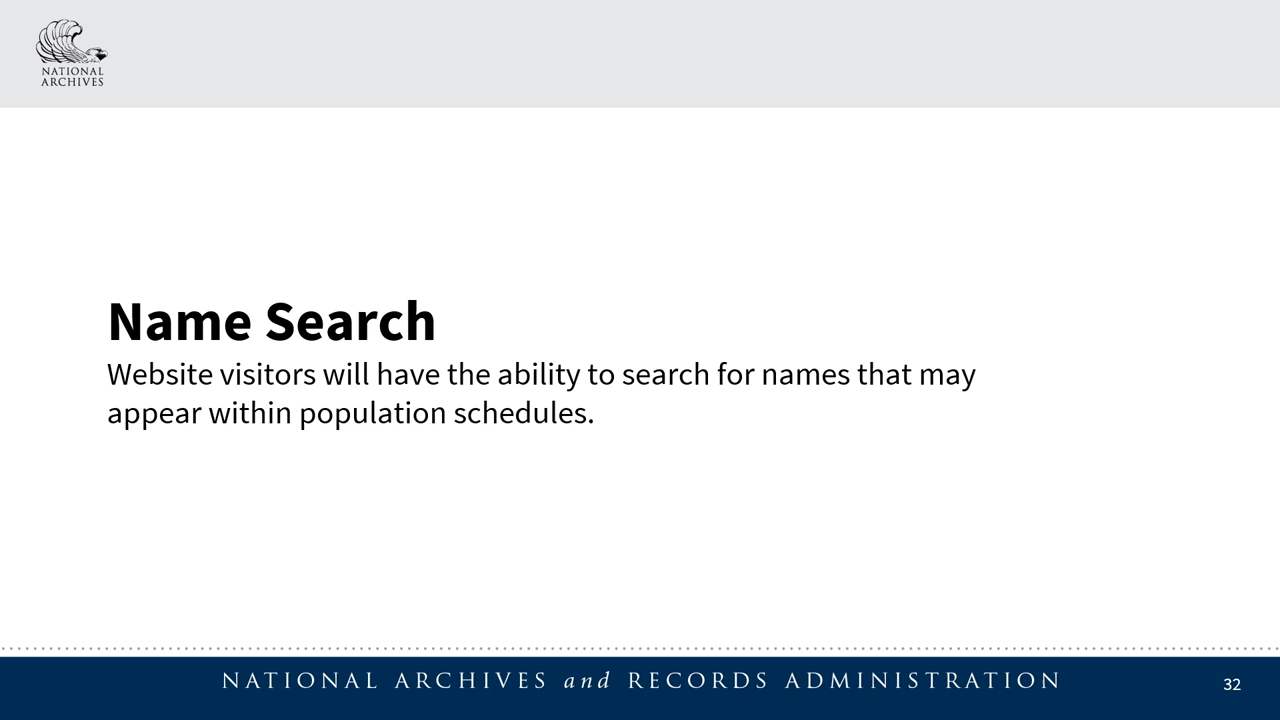 NATIONAL
ARCHIVES
Name Search
Website visitors will have the ability to search for names that may
appear within population schedules.
NATIONAL ARCHIVES and RECORDS ADMINISTRATION
32